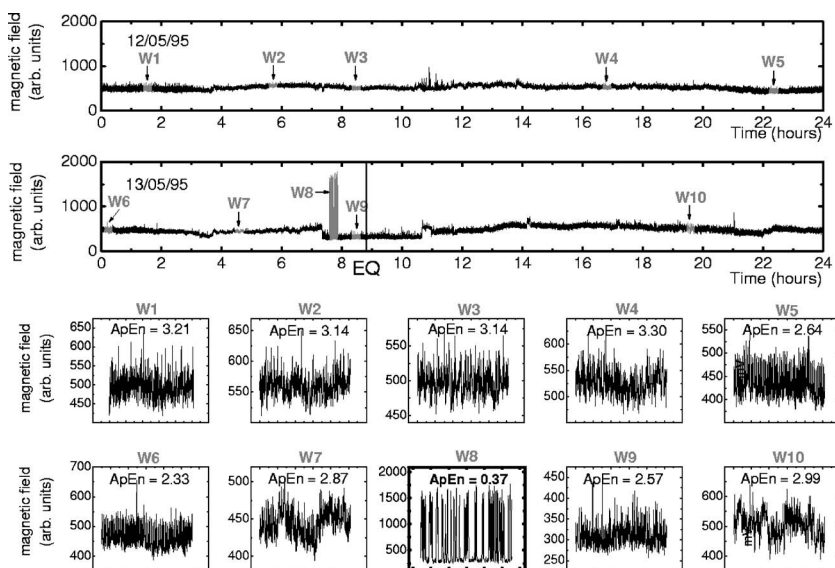 magnetic field
(arb. units)
2000
1000
0
12/05/95
W1
W2
W3
W4
W5
0 2 4 6 8 10 12 14 16 18 20 22 24
Time (hours)
magnetic field
(arb. units)
2000
1000
0
13/05/95
W6
W7
W8
W9
W10
0 2 4 6 8 10 12 14 16 18 20 22 24
EQ
Time (hours)
magnetic field
(arb. units)
W1
ApEn = 3.21
650
600
550
500
450
W2
ApEn = 3.14
650
600
550
W3
ApEn = 3.14
600
550
500
450
W4
ApEn = 3.30
600
550
500
W5
ApEn = 2.64
550
500
450
400
magnetic field
(arb. units)
W6
ApEn = 2.33
700
600
500
400
W7
ApEn = 2.87
500
450
400
W8
ApEn = 0.37
2000
1500
1000
500
W9
ApEn = 2.57
450
400
350
300
250
W10
ApEn = 2.99
600
500
400